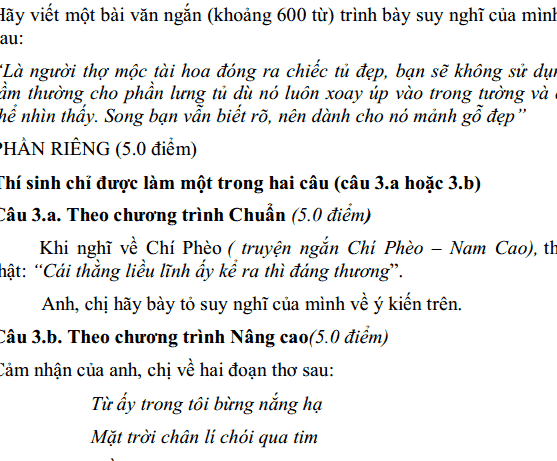 Hãy viết một bài văn ngắn (khoảng 600 từ) trình bày suy nghĩ của mình
sau:
“Là người thợ mộc tài hoa đóng ra chiếc tủ đẹp, bạn sẽ không sử dụn
tầm thường cho phần lưng tủ dù nó luôn xoay úp vào trong tường và
thể nhìn thấy. Song bạn vẫn biết rõ, nên dành cho nó mảnh gỗ đẹp”
PHẦN RIÊNG (5.0 điểm)
Thí sinh chỉ được làm một trong hai câu (câu 3.a hoặc 3.b)
Câu 3.a. Theo chương trình Chuẩn (5.0 điểm)
Khi nghĩ về Chí Phèo ( truyện ngắn Chí Phèo – Nam Cao), th
nhật: “Cái thằng liều lĩnh ấy kể ra thì đáng thương”.
Anh, chị hãy bày tỏ suy nghĩ của mình về ý kiến trên.
Câu 3.b. Theo chương trình Nâng cao(5.0 điểm)
Cảm nhận của anh, chị về hai đoạn thơ sau:
Từ ấy trong tôi bừng nắng hạ
Mặt trời chân lí chói qua tim